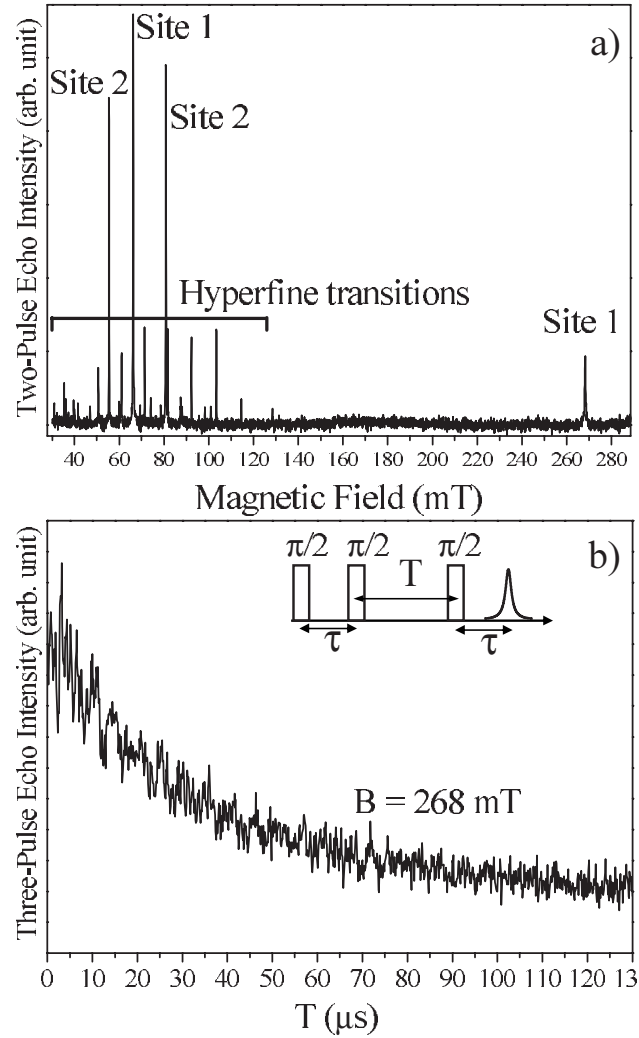 Two-Pulse Echo Intensity (arb. unit)
a)
Site 1
Site 2
Site 2
Hyperfine transitions
Site 1
40 60 80 100 120 140 160 180 200 220 240 260 280
Magnetic Field (mT)
Three-Pulse Echo Intensity (arb. unit)
b)
π/2 π/2 π/2
T
τ τ
B = 268 mT
0 10 20 30 40 50 60 70 80 90 100 110 120 13
T (μs)